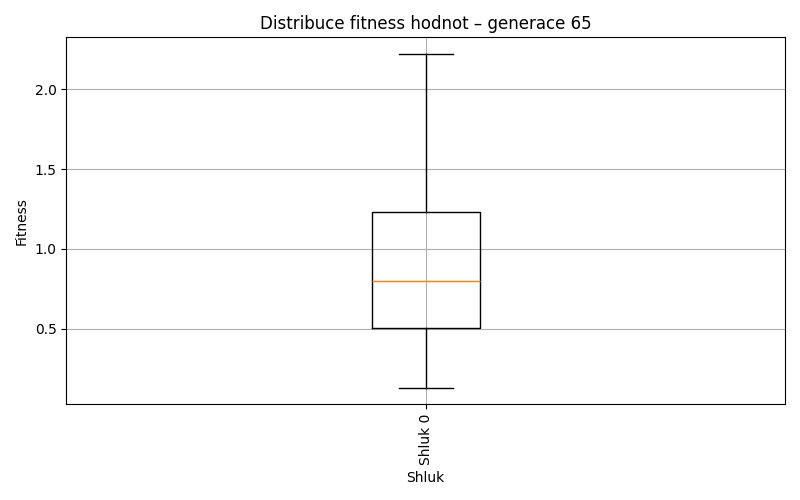 Distribuce fitness hodnot – generace 65
Fitness
2.0
1.5
1.0
0.5
Shluk 0
Shluk